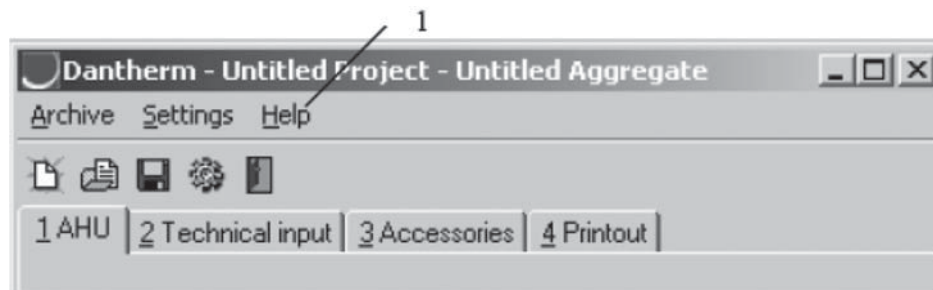 1
Dantherm - Untitled Project - Untitled Aggregate
Archive Settings Help
1 AHU 2 Technical input 3 Accessories 4 Printout